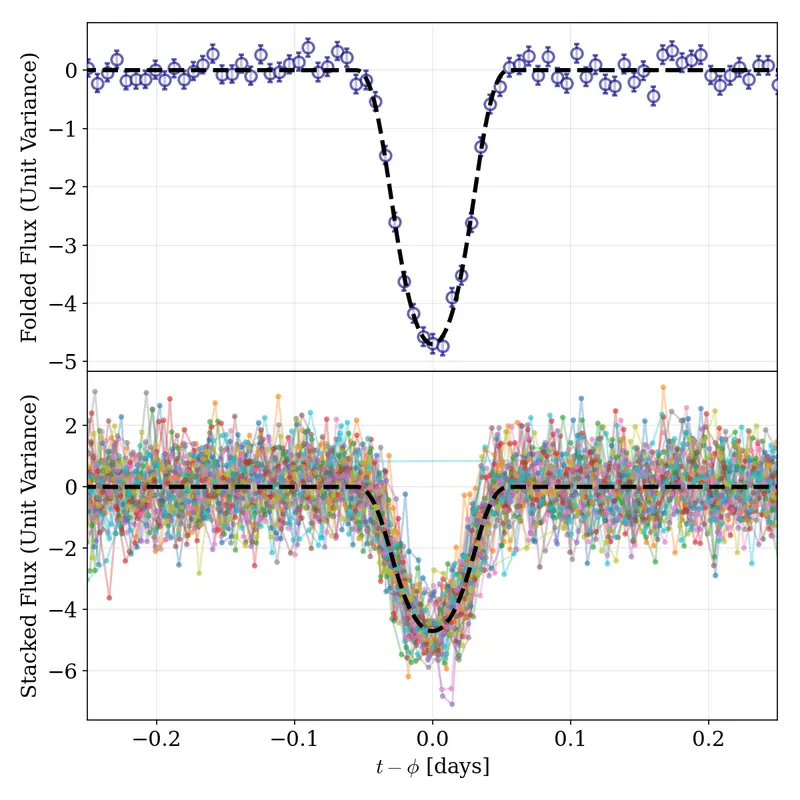 Folded Flux (Unit Variance)
0
−1
−2
−3
−4
−5
Stacked Flux (Unit Variance)
2
0
−2
−4
−6
−0.2 −0.1 0.0 0.1 0.2
t − ϕ [days]